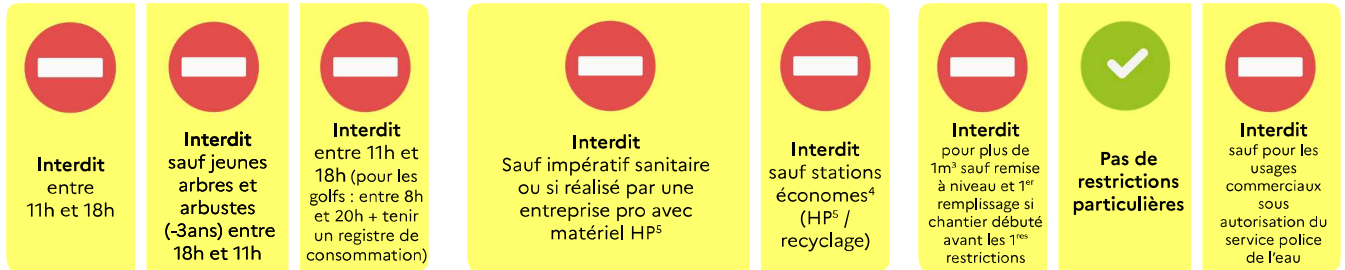 Interdit
entre
11h et 18h
Interdit
sauf jeunes
arbres et
arbustes
(-3ans) entre
18h et 11h
Interdit
entre 11h et
18h (pour les
golfs : entre 8h
et 20h + tenir
un registre de
consommation)
Interdit
Sauf impératif sanitaire
ou si réalisé par une
entreprise pro avec
matériel HP⁵
Interdit
sauf stations
économes⁴
(HP⁵ /
recyclage)
Interdit
pour plus de
1m³ sauf remise
à niveau et 1er
remplissage si
chantier débuté
avant les 1res
restrictions
Pas de
restrictions
particulières
Interdit
sauf pour les
usages
commerciaux
sous
autorisation du
service police
de l'eau